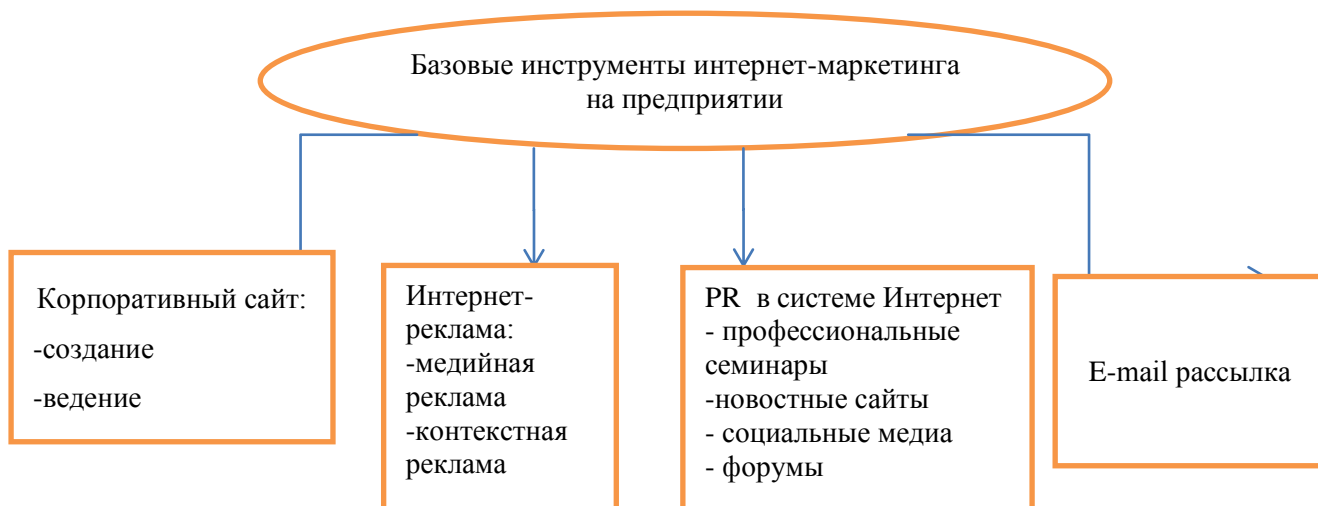 Базовые инструменты интернет-маркетинга
на предприятии
Корпоративный сайт:
-создание
-ведение
Интернет-
реклама:
-медийная
реклама
-контекстная
реклама
PR в системе Интернет
- профессиональные
семинары
-новостные сайты
- социальные медиа
- форумы
E-mail рассылка